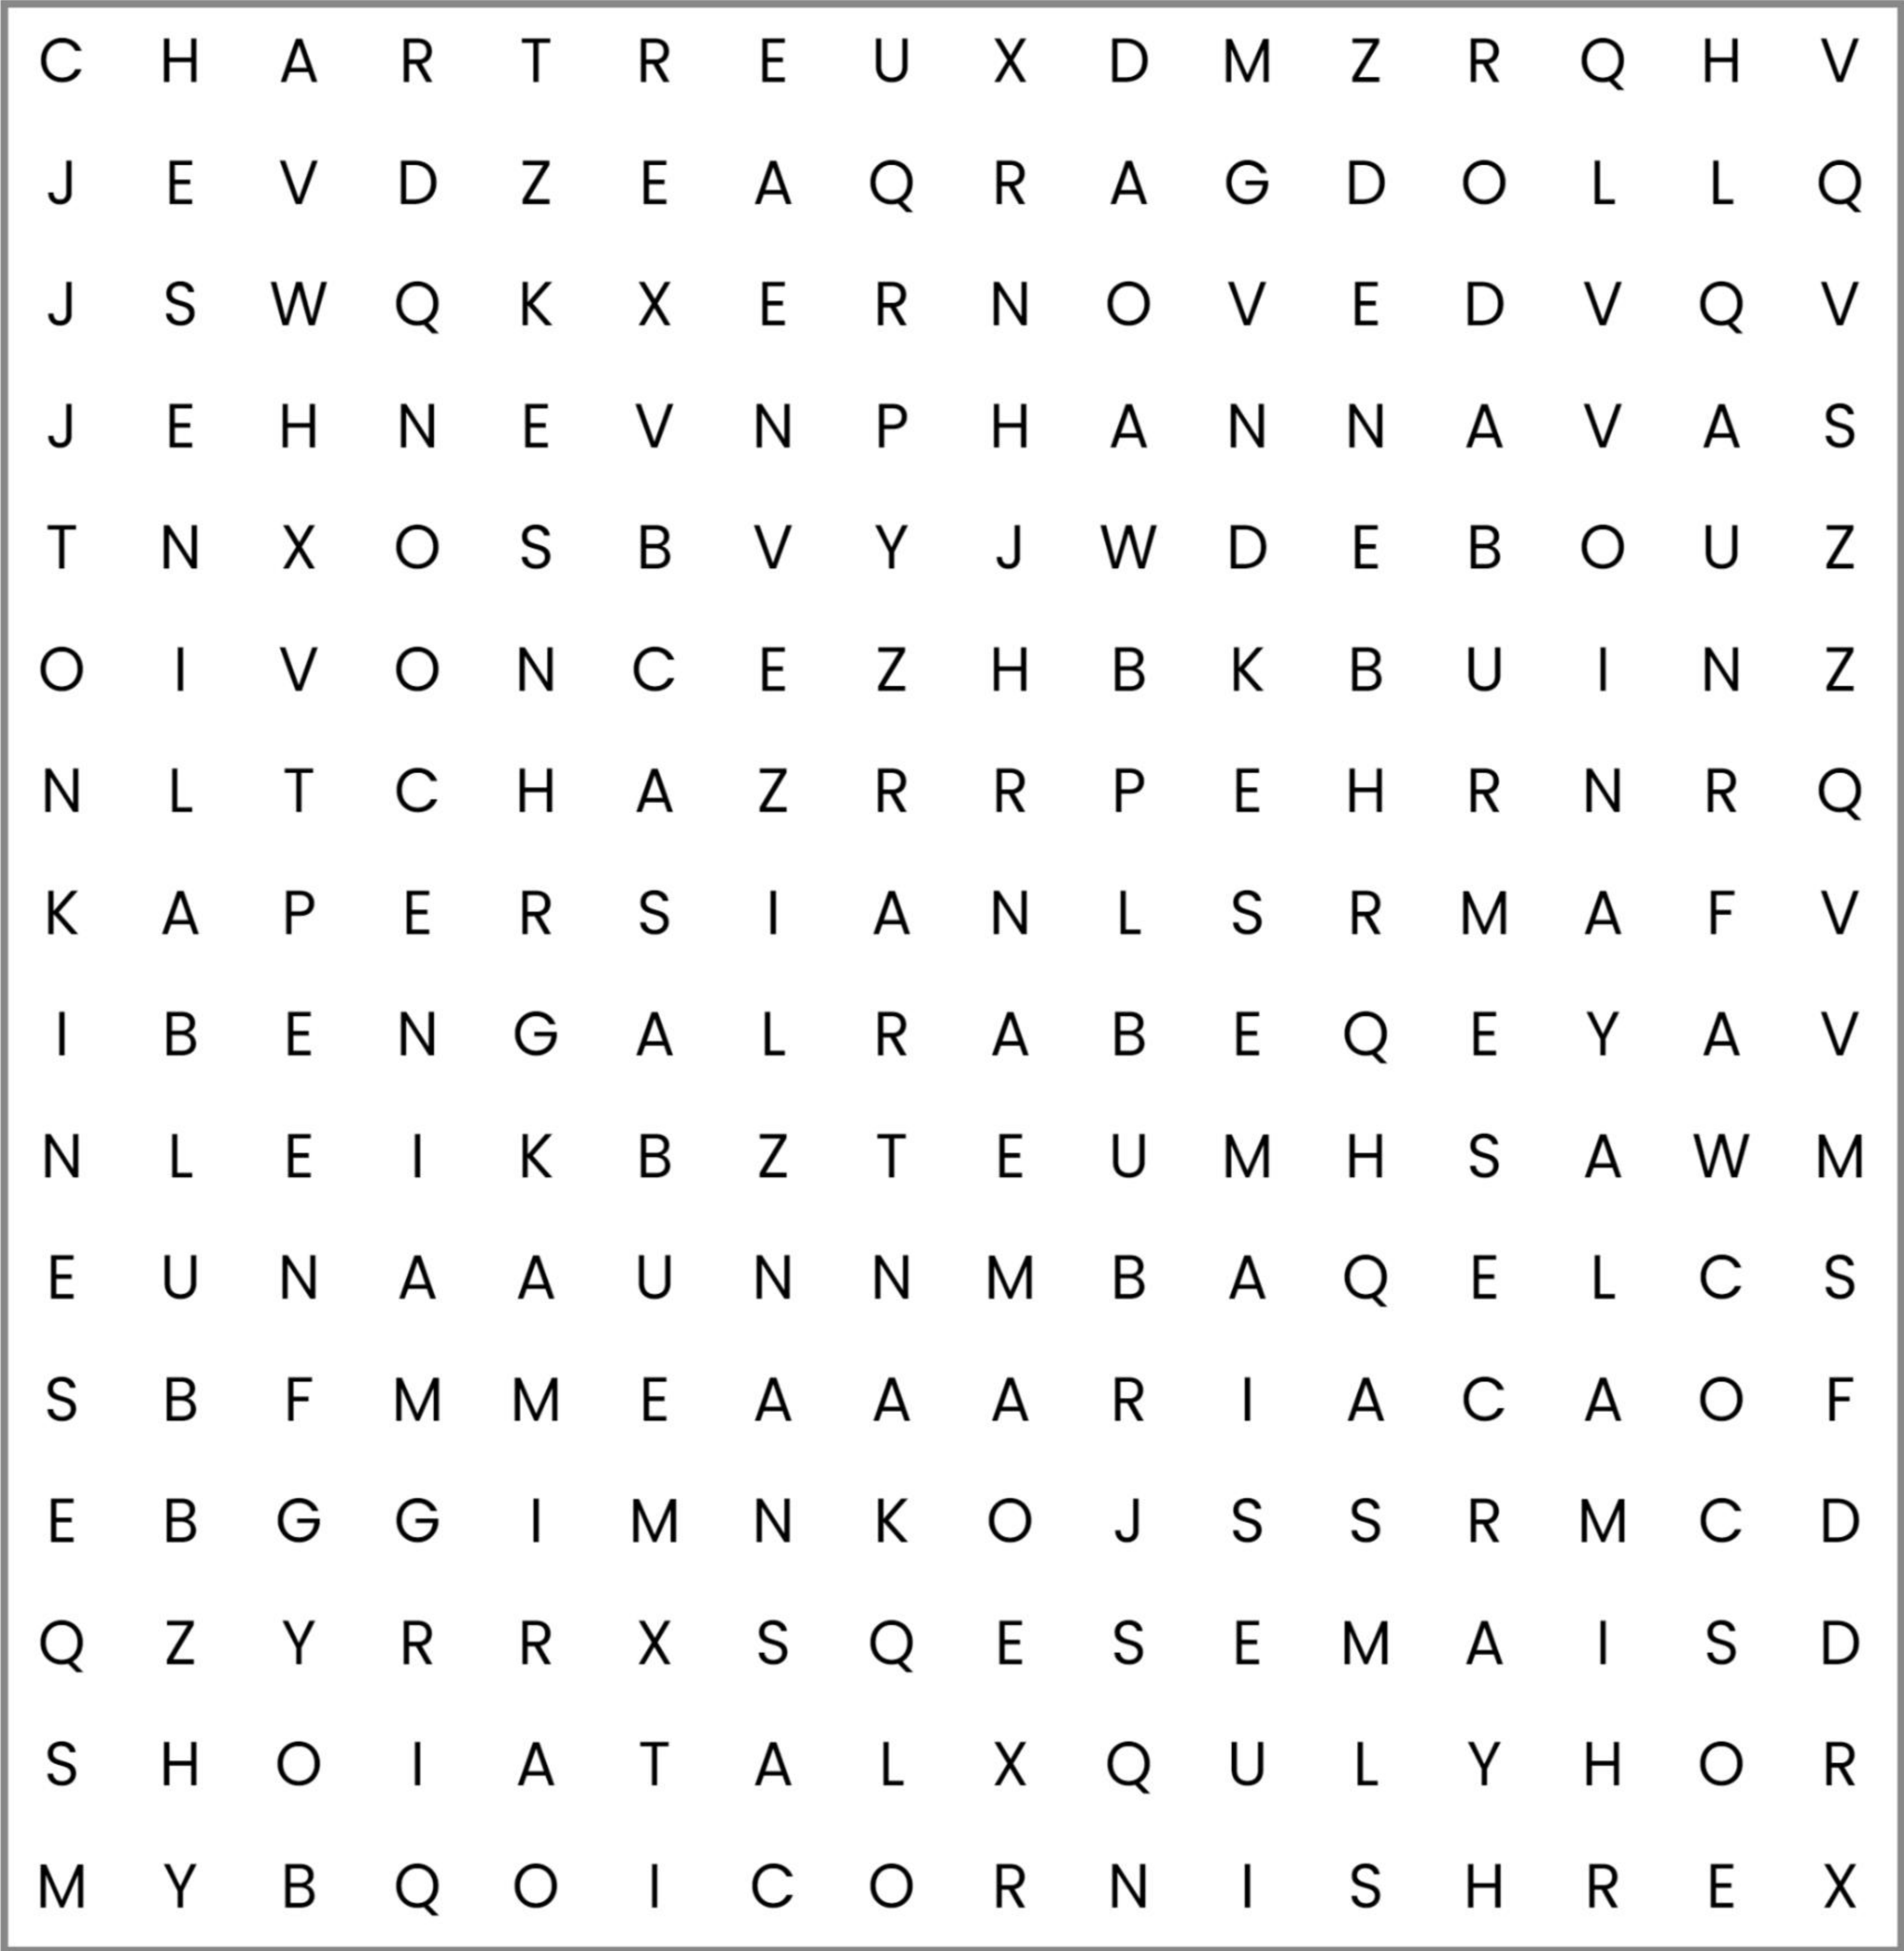 C H A R T R E U X D M Z R Q H V
J E V D Z E A Q R A G D O L L Q
J S W Q K X E R N O V E D V Q V
J E H N E V N P H A N N A V A S
T N X O S B V Y J W D E B O U Z
O I V O N C E Z H B K B U I N Z
N L T C H A Z R R P E H R N R Q
K A P E R S I A N L S R M A F V
I B E N G A L R A B E Q E Y A V
N L E I K B Z T E U M H S A W M
E U N A A U N N M B A Q E L C S
S B F M M E A A A R I A C A O F
E B G G I M N K O J S S R M C D
Q Z Y R R X S Q E S E M A I S D
S H O I A T A L X Q U L Y H O R
M Y B Q O I C O R N I S H R E X